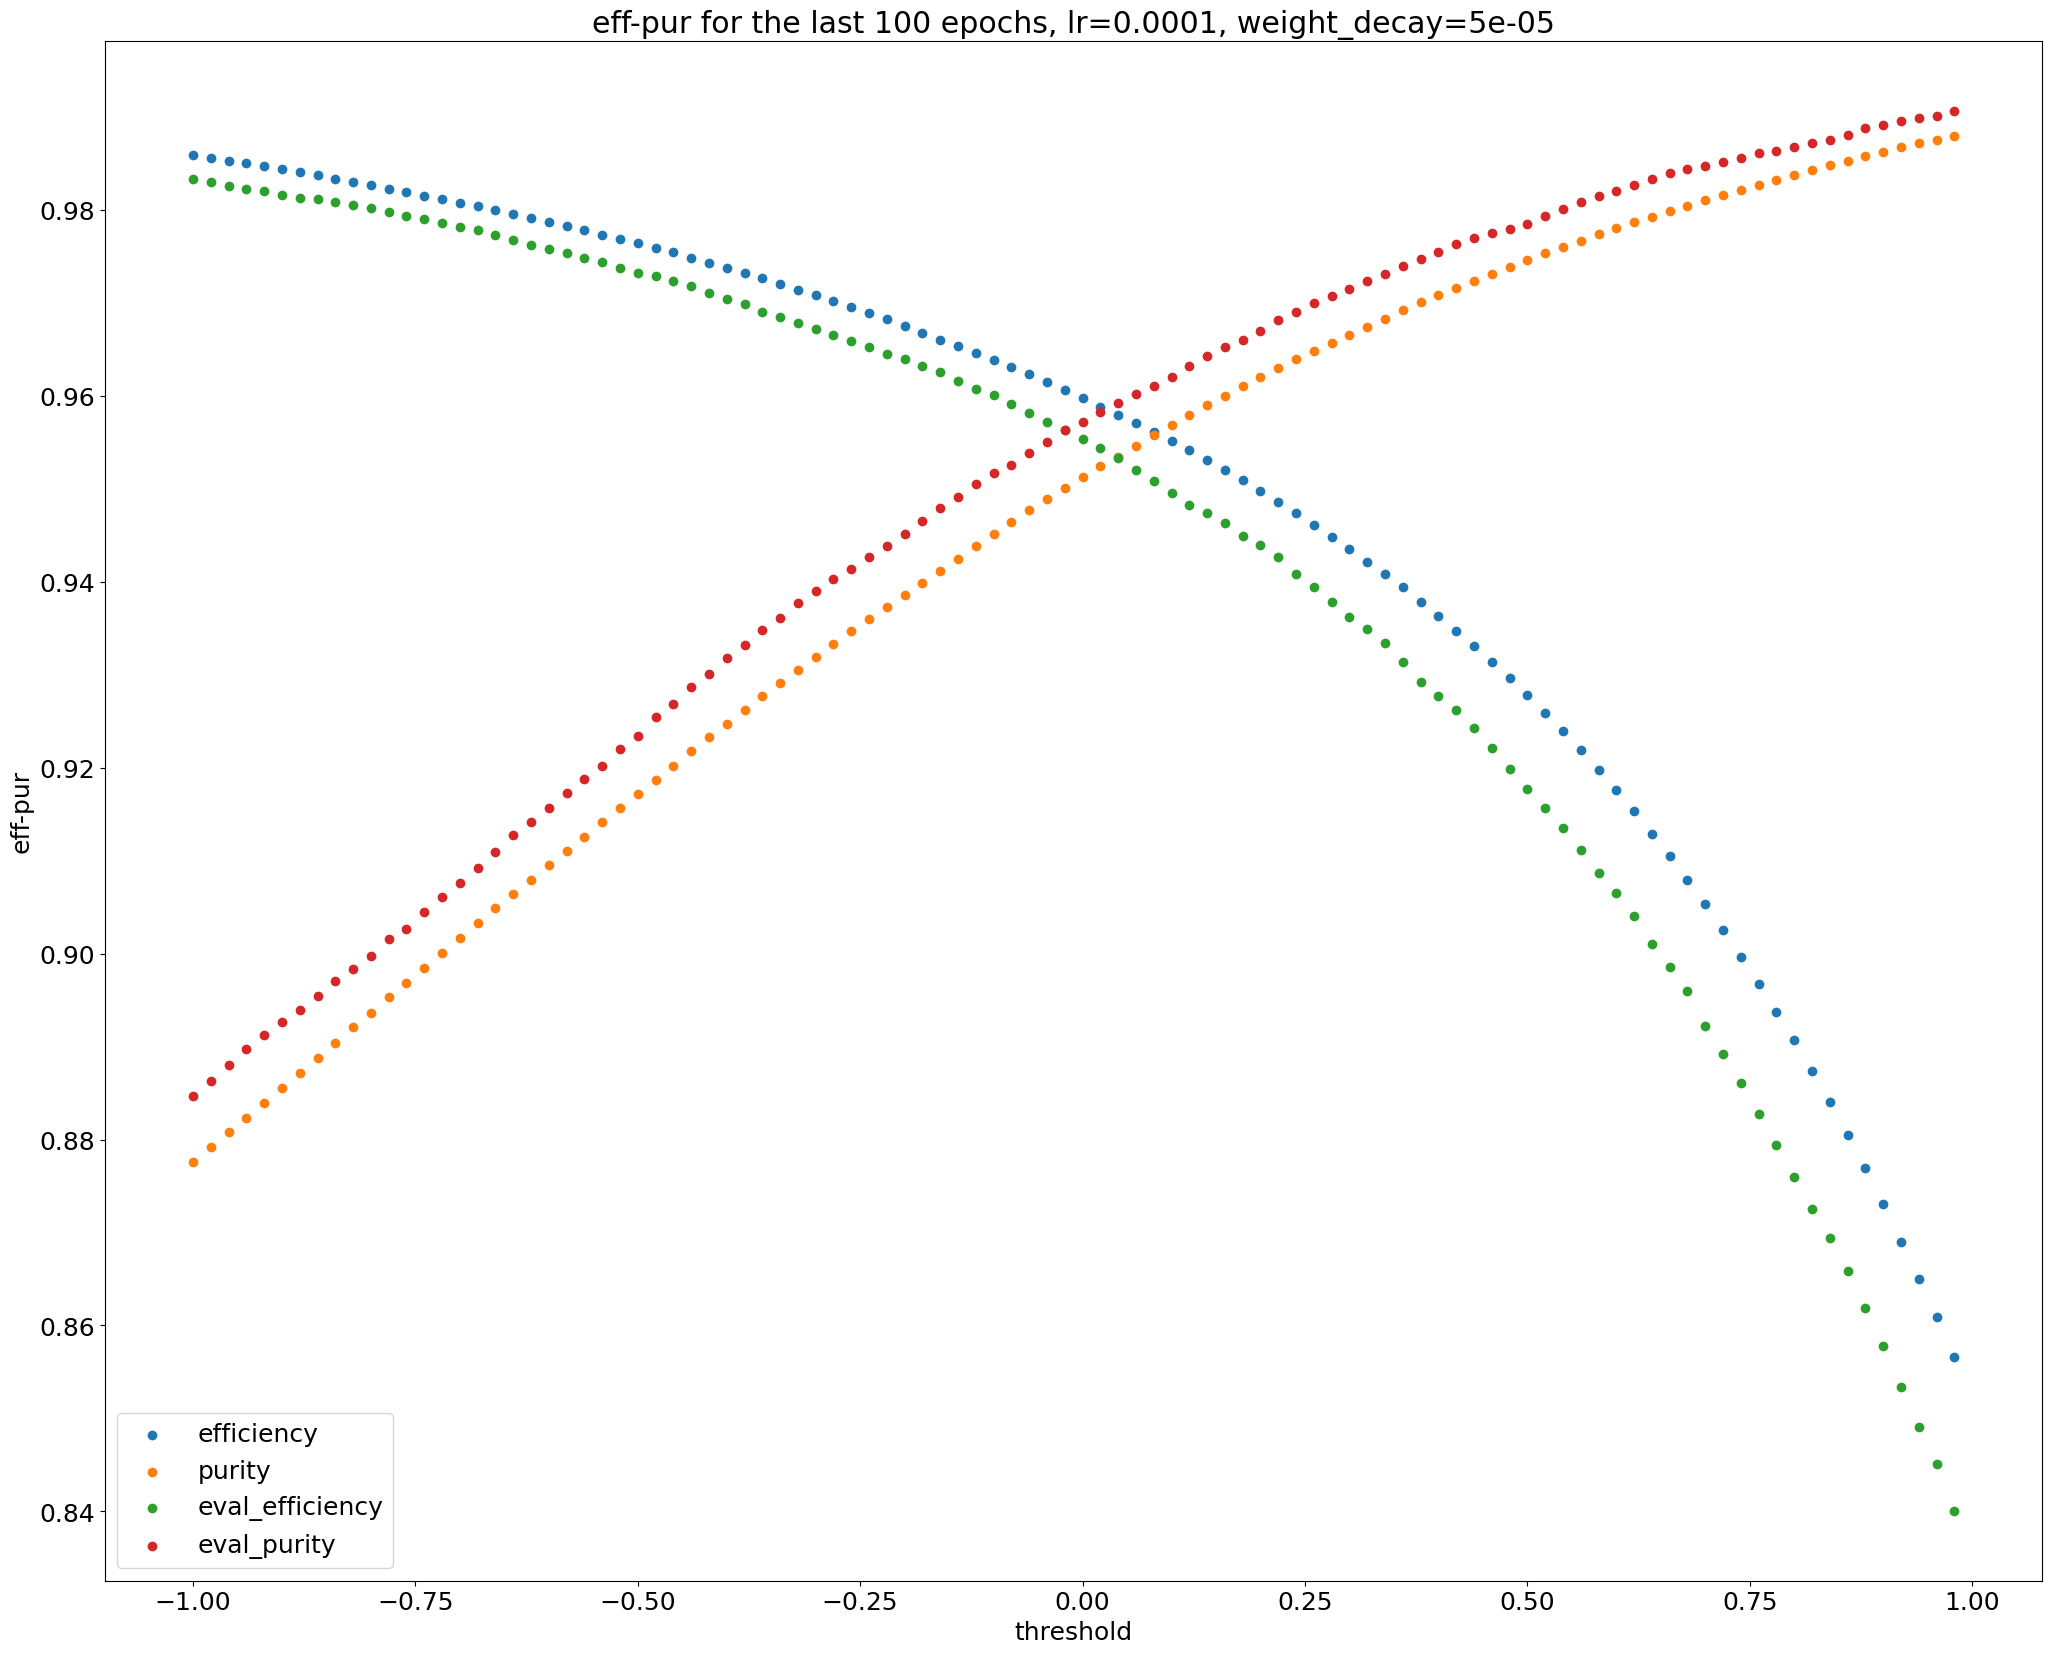 eff-pur for the last 100 epochs, lr=0.0001, weight_decay=5e-05
eff-pur
0.98
0.96
0.94
0.92
0.90
0.88
0.86
0.84
efficiency
purity
eval_efficiency
eval_purity
−1.00 −0.75 −0.50 −0.25 0.00 0.25 0.50 0.75 1.00
threshold